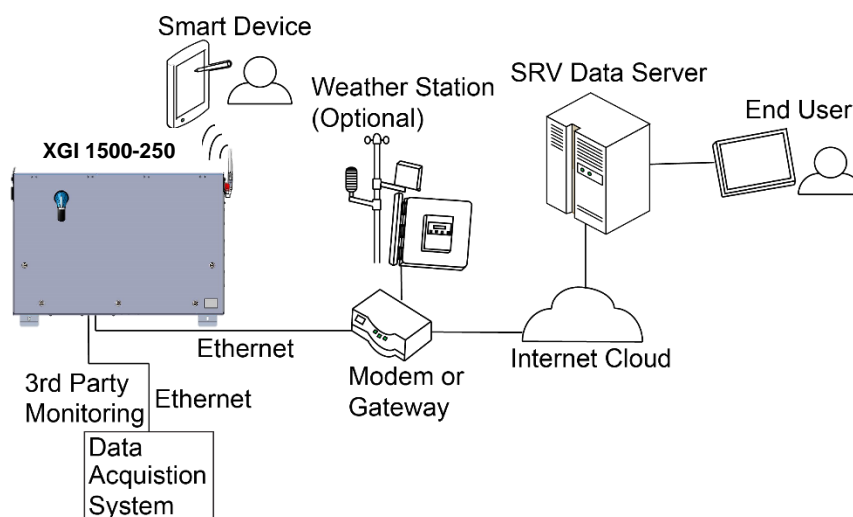 Smart Device
Weather Station
(Optional)
SRV Data Server
End User
XGI 1500-250
Ethernet
Internet Cloud
Modem or
Gateway
3rd Party
Monitoring
Ethernet
Data
Acquistion
System